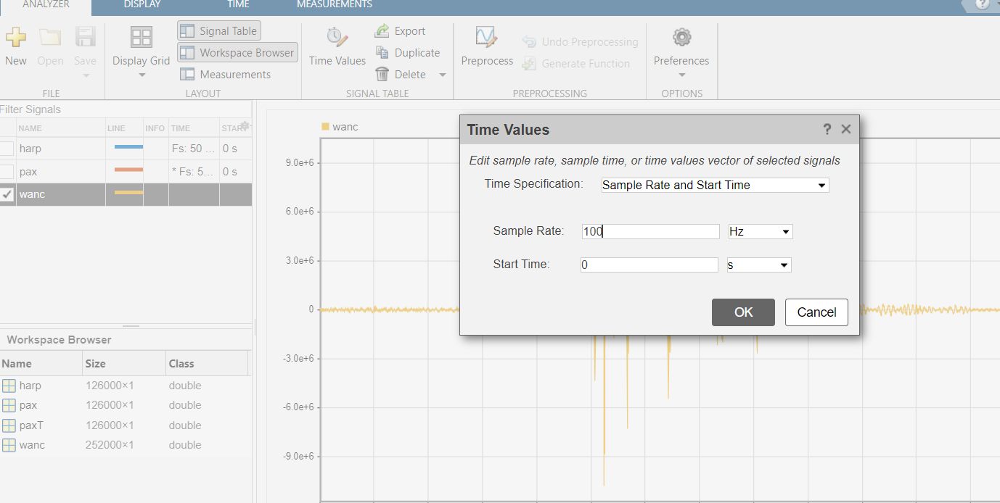 ANALYZER DISPLAY TIME MEASUREMENTS ?
New Open Save
FILE
Display Grid
Signal Table
Workspace Browser
Measurements
LAYOUT
Time Values
Export
Duplicate
Delete
SIGNAL TABLE
Preprocess
Undo Preprocessing
Generate Function
PREPROCESSING
Preferences
OPTIONS
Filter Signals
NAME LINE INFO TIME START
harp Fs: 50 ... 0 s
pax * Fs: 5... 0 s
wanc
Workspace Browser
Name Size Class
harp 126000×1 double
pax 126000×1 double
paxT 126000×1 double
wanc 252000×1 double
wanc
9.0e+6
6.0e+6
3.0e+6
0
-3.0e+6
-6.0e+6
-9.0e+6
Time Values ? ×
Edit sample rate, sample time, or time values vector of selected signals
Time Specification: Sample Rate and Start Time
Sample Rate: 100 Hz
Start Time: 0 s
OK Cancel